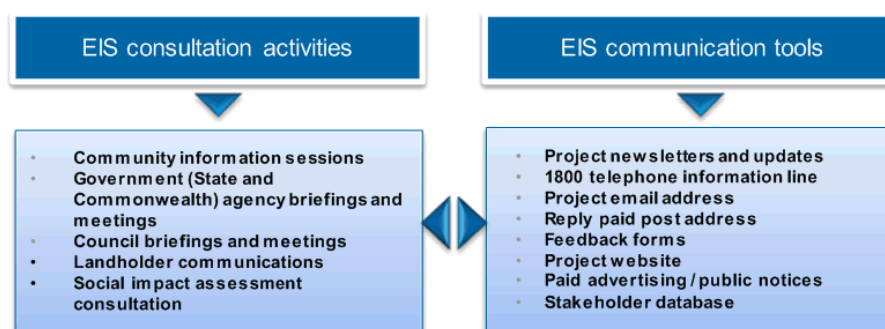 EIS consultation activities
EIS communication tools
• Community information sessions
• Government (State and
Commonwealth) agency briefings and
meetings
• Council briefings and meetings
• Landholder communications
• Social impact assessment
consultation
• Project newsletters and updates
• 1800 telephone information line
• Project email address
• Reply paid post address
• Feedback forms
• Project website
• Paid advertising / public notices
• Stakeholder database